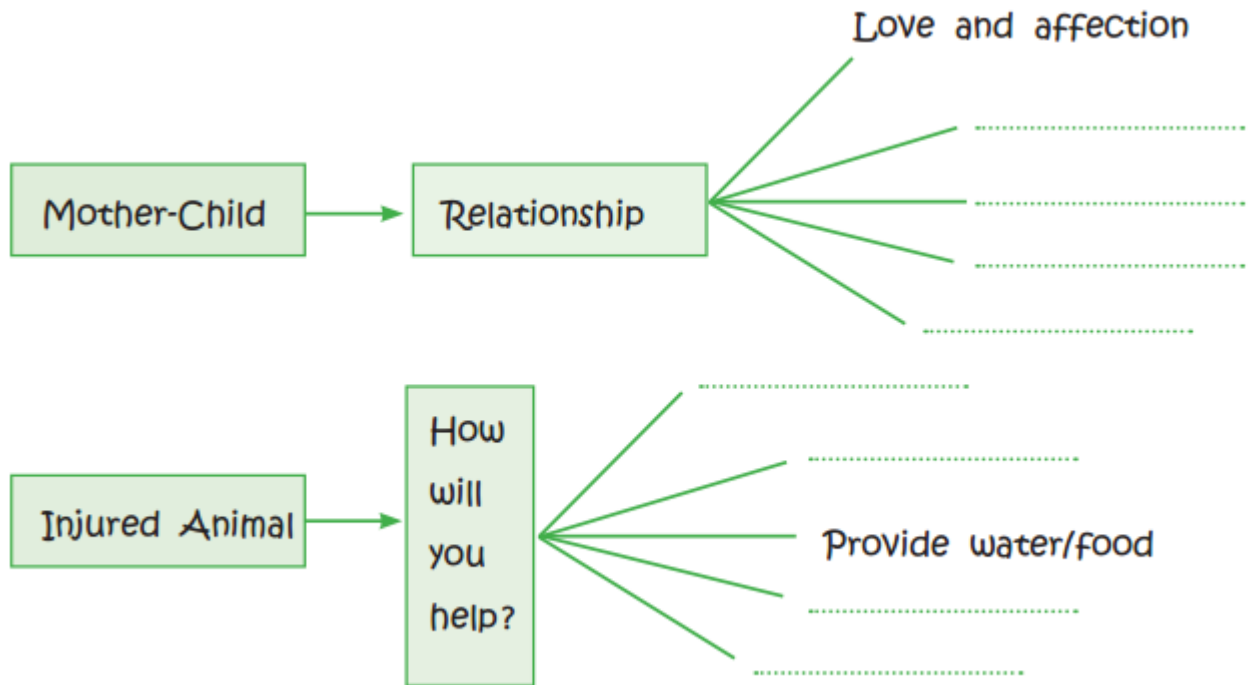 Love and affection
Mother-Child
Relationship
How
will
you
help?
Injured Animal
Provide water/food